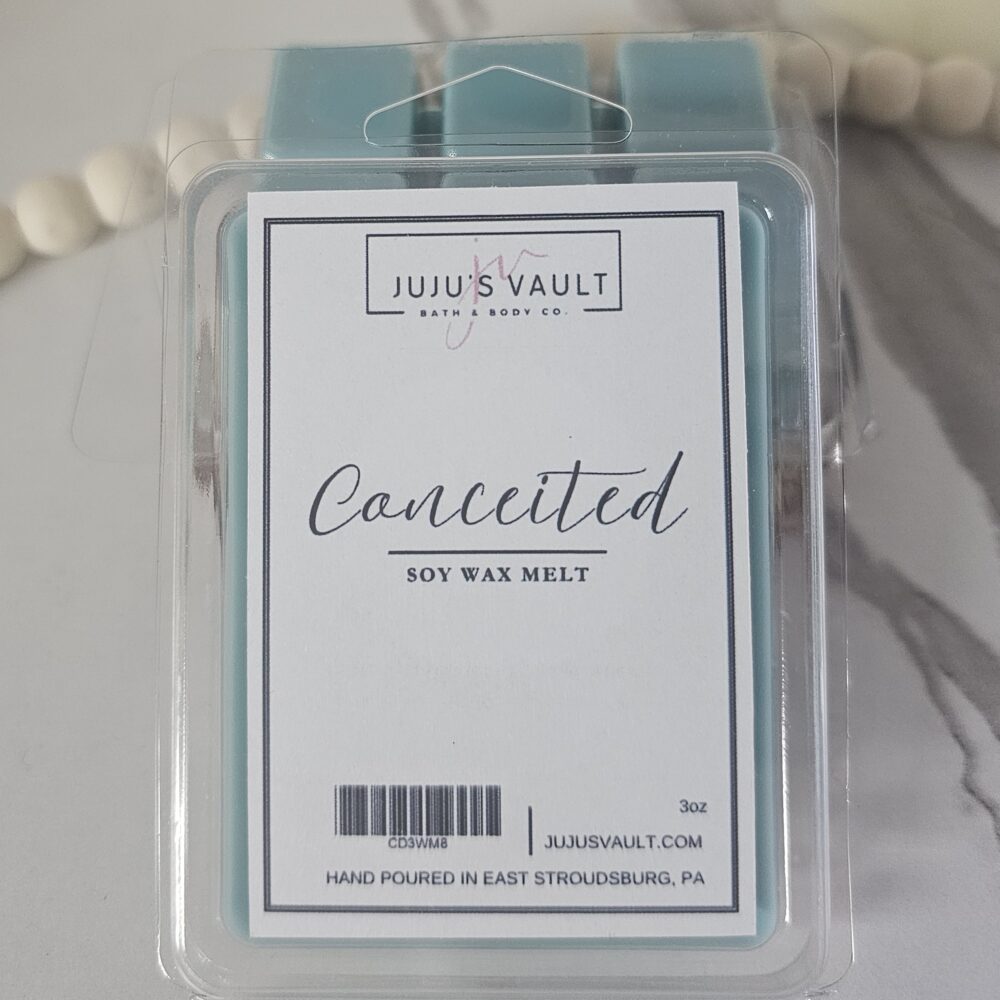 jv
JUJU'S VAULT
BATH & BODY CO.
Conceited
SOY WAX MELT
3oz
CD3WM8
JUJUSVAULT.COM
HAND POURED IN EAST STROUDSBURG, PA